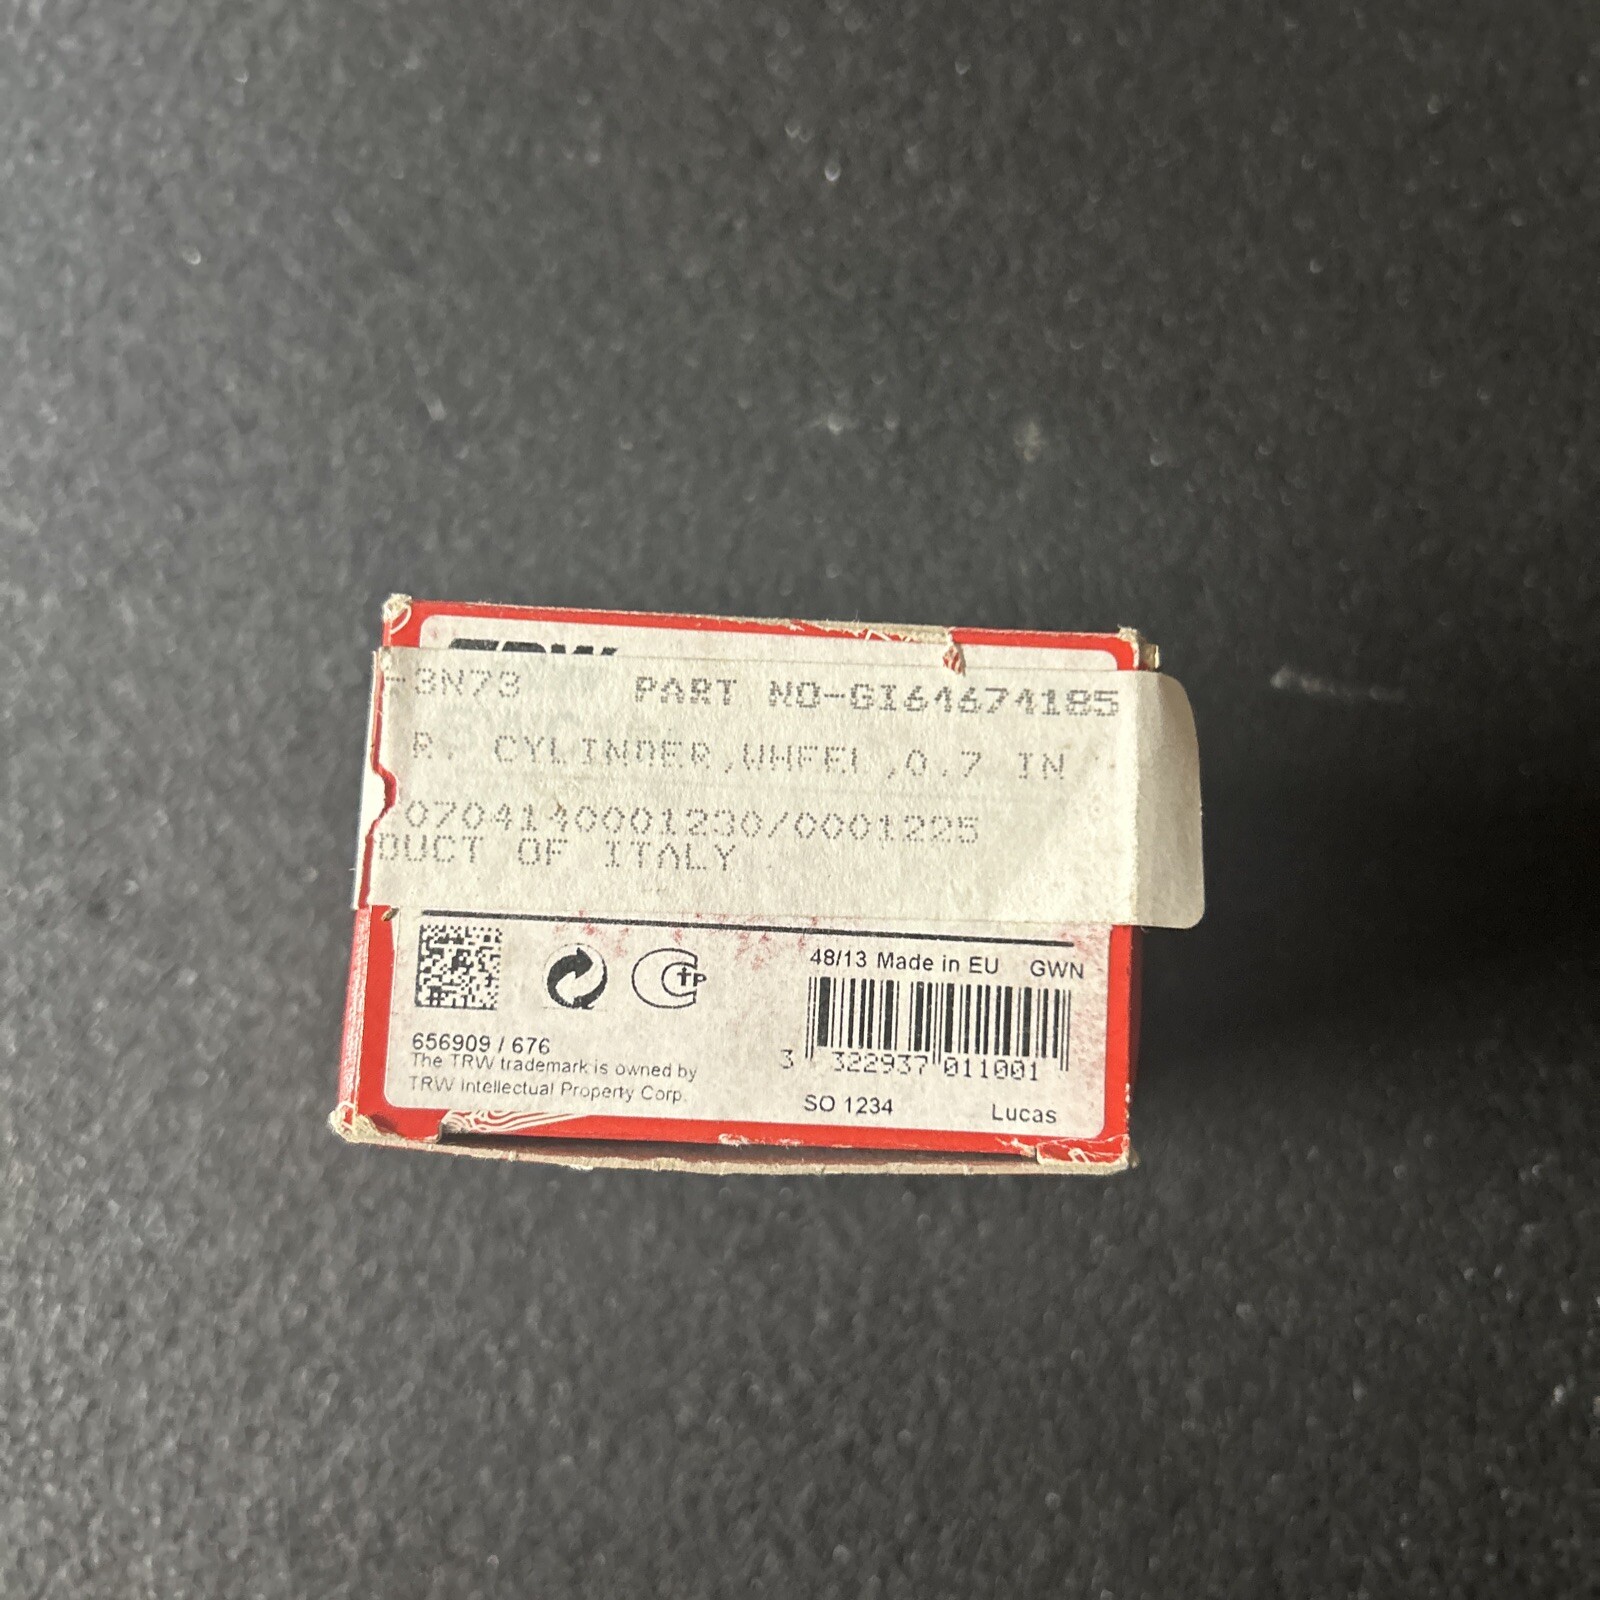 TRW
-3N73 PART NO-GI64674185
R. CYLINDER,WHEEL,0.7 IN
0704140001230/0001225
DUCT OF ITALY
48/13 Made in EU GWN
656909 / 676
The TRW trademark is owned by
TRW Intellectual Property Corp.
3 322937 011001
SO 1234 Lucas